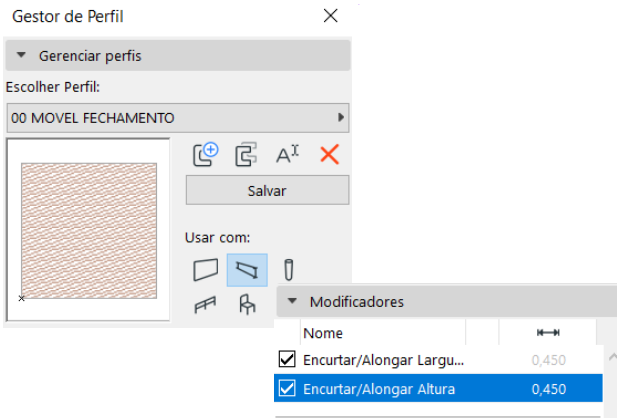 Gestor de Perfil
Gerenciar perfis
Escolher Perfil:
00 MOVEL FECHAMENTO
Salvar
Usar com:
Modificadores
Nome
Encurtar/Alongar Largu... 0,450
Encurtar/Alongar Altura 0,450